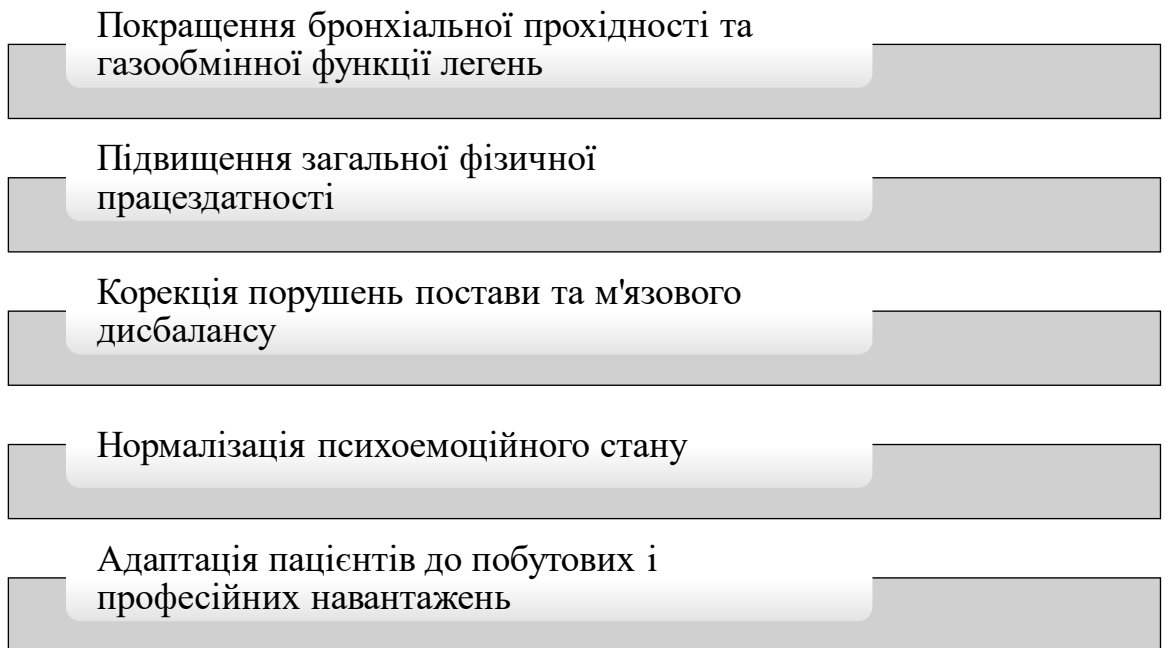 Покращення бронхіальної прохідності та
газообмінної функції легень
Підвищення загальної фізичної
працездатності
Корекція порушень постави та м'язового
дисбалансу
Нормалізація психоемоційного стану
Адаптація пацієнтів до побутових і
професійних навантажень